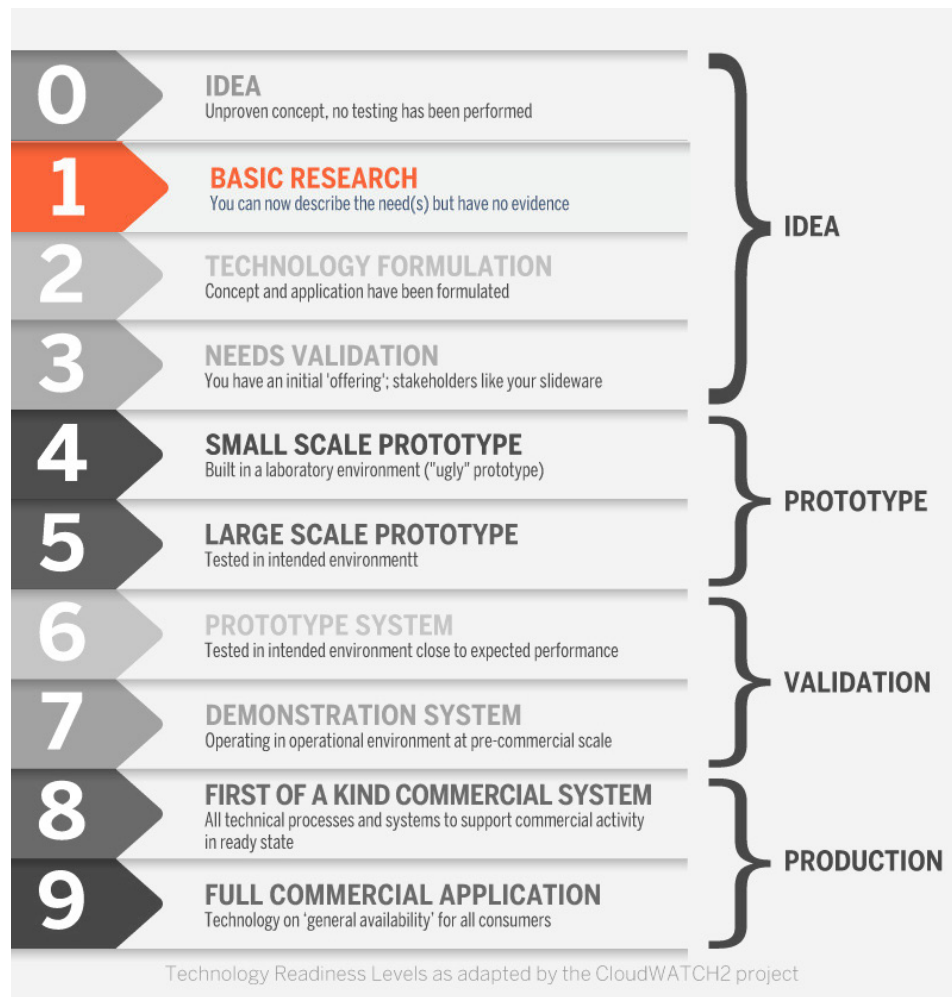 0
IDEA
Unproven concept, no testing has been performed
1
BASIC RESEARCH
You can now describe the need(s) but have no evidence
2
TECHNOLOGY FORMULATION
Concept and application have been formulated
3
NEEDS VALIDATION
You have an initial 'offering'; stakeholders like your slideware
IDEA
4
SMALL SCALE PROTOTYPE
Built in a laboratory environment ("ugly" prototype)
5
LARGE SCALE PROTOTYPE
Tested in intended environmentt
PROTOTYPE
6
PROTOTYPE SYSTEM
Tested in intended environment close to expected performance
7
DEMONSTRATION SYSTEM
Operating in operational environment at pre-commercial scale
VALIDATION
8
FIRST OF A KIND COMMERCIAL SYSTEM
All technical processes and systems to support commercial activity
in ready state
9
FULL COMMERCIAL APPLICATION
Technology on ‘general availability’ for all consumers
PRODUCTION
Technology Readiness Levels as adapted by the CloudWATCH2 project